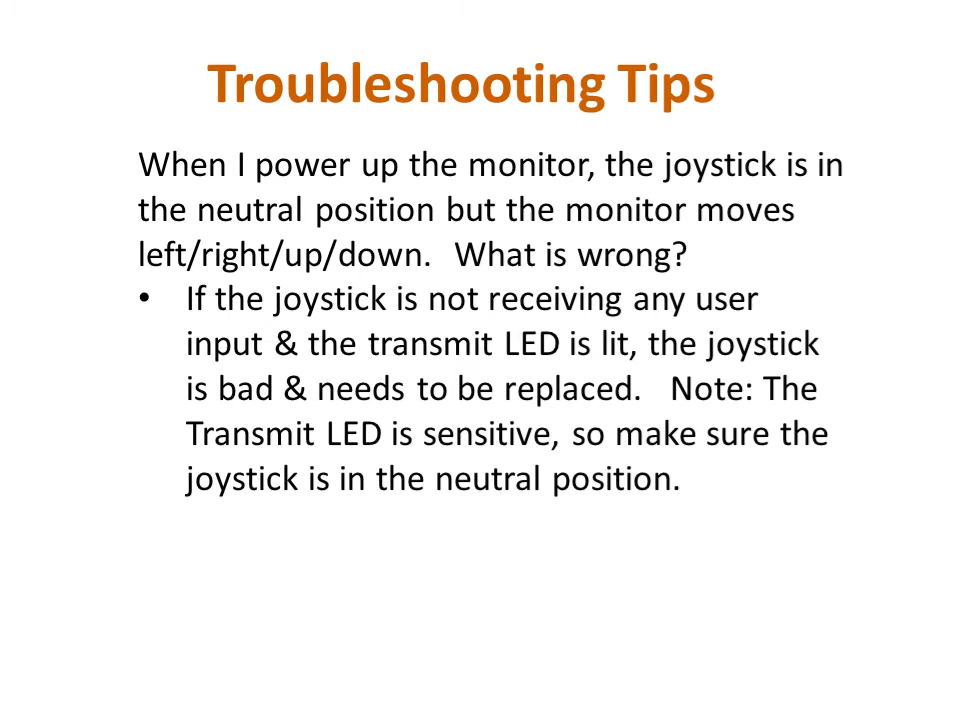 Troubleshooting Tips
When I power up the monitor, the joystick is in
the neutral position but the monitor moves
left/right/up/down.  What is wrong?
• If the joystick is not receiving any user
input & the transmit LED is lit, the joystick
is bad & needs to be replaced.   Note: The
Transmit LED is sensitive, so make sure the
joystick is in the neutral position.